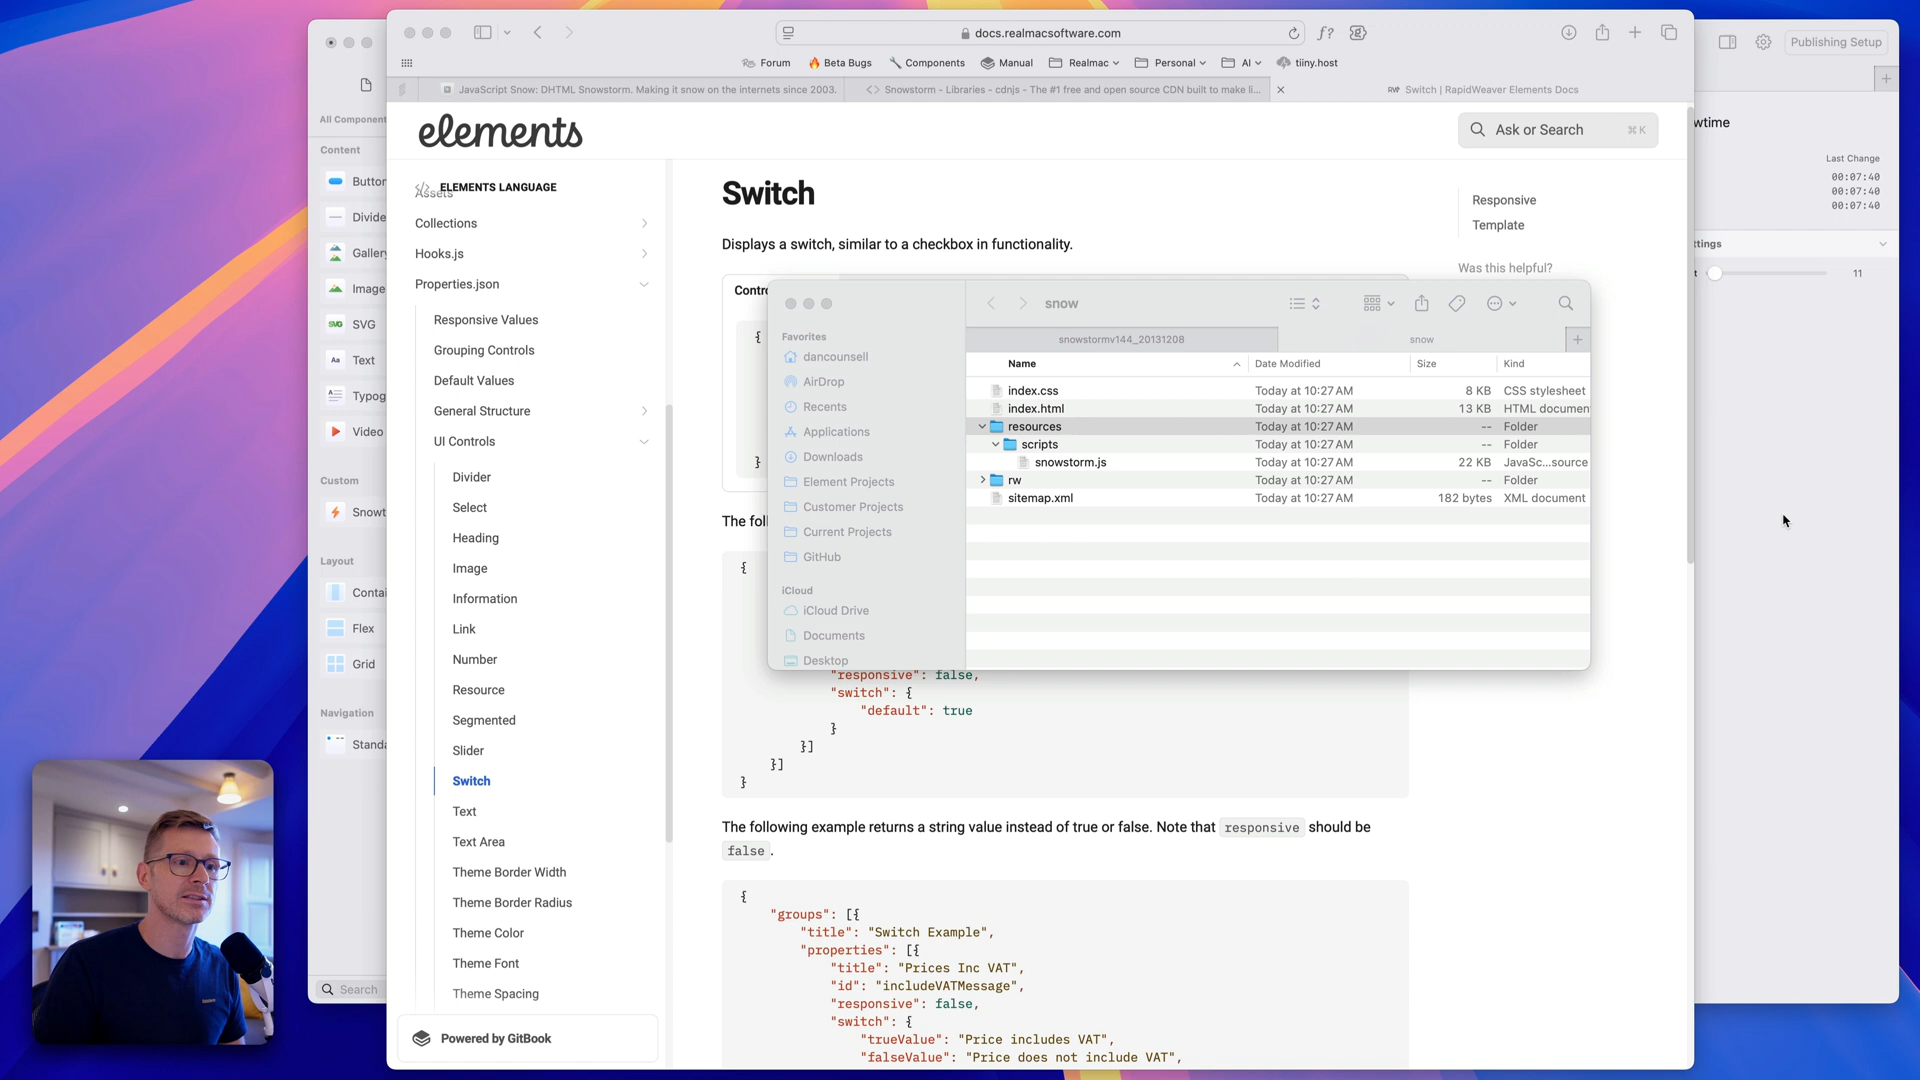 docs.realmacsoftware.com
Publishing Setup
Forum
Beta Bugs
Components
Manual
Realmac
Personal
AI
tiiny.host
JavaScript Snow: DHTML Snowstorm. Making it snow on the internets since 2003.
Snowstorm - Libraries - cdnjs - The #1 free and open source CDN built to make li...
Switch | RapidWeaver Elements Docs
All Component
Content
Button
Divide
Gallery
Image
SVG
Text
Typog
Video
Custom
Snowt
Layout
Contai
Flex
Grid
Navigation
Standa
Search
elements
Ask or Search ⌘ K
ELEMENTS LANGUAGE
Assets
Collections
Hooks.js
Properties.json
Responsive Values
Grouping Controls
Default Values
General Structure
UI Controls
Divider
Select
Heading
Image
Information
Link
Number
Resource
Segmented
Slider
Switch
Text
Text Area
Theme Border Width
Theme Border Radius
Theme Color
Theme Font
Theme Spacing
Powered by GitBook
Switch
Displays a switch, similar to a checkbox in functionality.
Contro
{
}
The foll
{
"responsive": false,
"switch": {
"default": true
}
}]
}]
}
The following example returns a string value instead of true or false. Note that responsive should be
false .
{
"groups": [{
"title": "Switch Example",
"properties": [{
"title": "Prices Inc VAT",
"id": "includeVATMessage",
"responsive": false,
"switch": {
"trueValue": "Price includes VAT",
"falseValue": "Price does not include VAT",
Responsive
Template
Was this helpful?
snow
snowstormv144_20131208
snow
Favorites
dancounsell
AirDrop
Recents
Applications
Downloads
Element Projects
Customer Projects
Current Projects
GitHub
iCloud
iCloud Drive
Documents
Desktop
Name Date Modified Size Kind
index.css Today at 10:27 AM 8 KB CSS stylesheet
index.html Today at 10:27 AM 13 KB HTML documen
resources Today at 10:27 AM -- Folder
scripts Today at 10:27 AM -- Folder
snowstorm.js Today at 10:27 AM 22 KB JavaSc...source
rw Today at 10:27 AM -- Folder
sitemap.xml Today at 10:27 AM 182 bytes XML document
wtime
Last Change
00:07:40
00:07:40
00:07:40
ttings
t 11